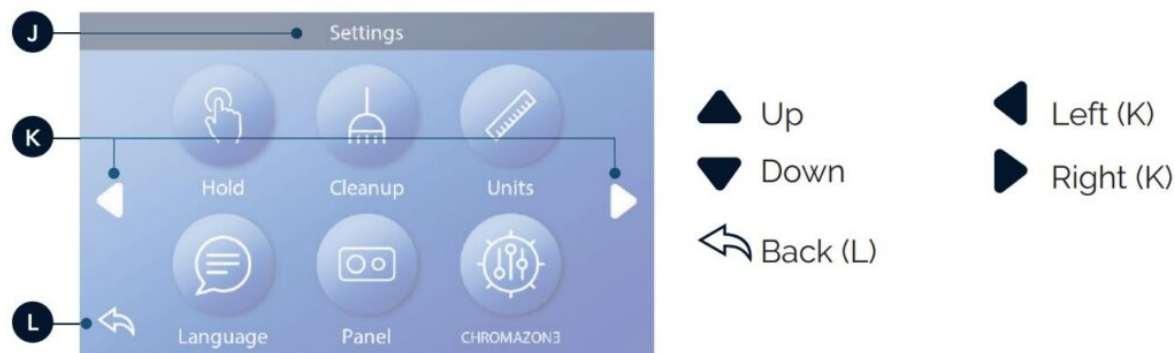 J
Settings
K
Hold Cleanup Units
Language Panel CHROMAZON3
L
Up Left (K)
Down Right (K)
Back (L)